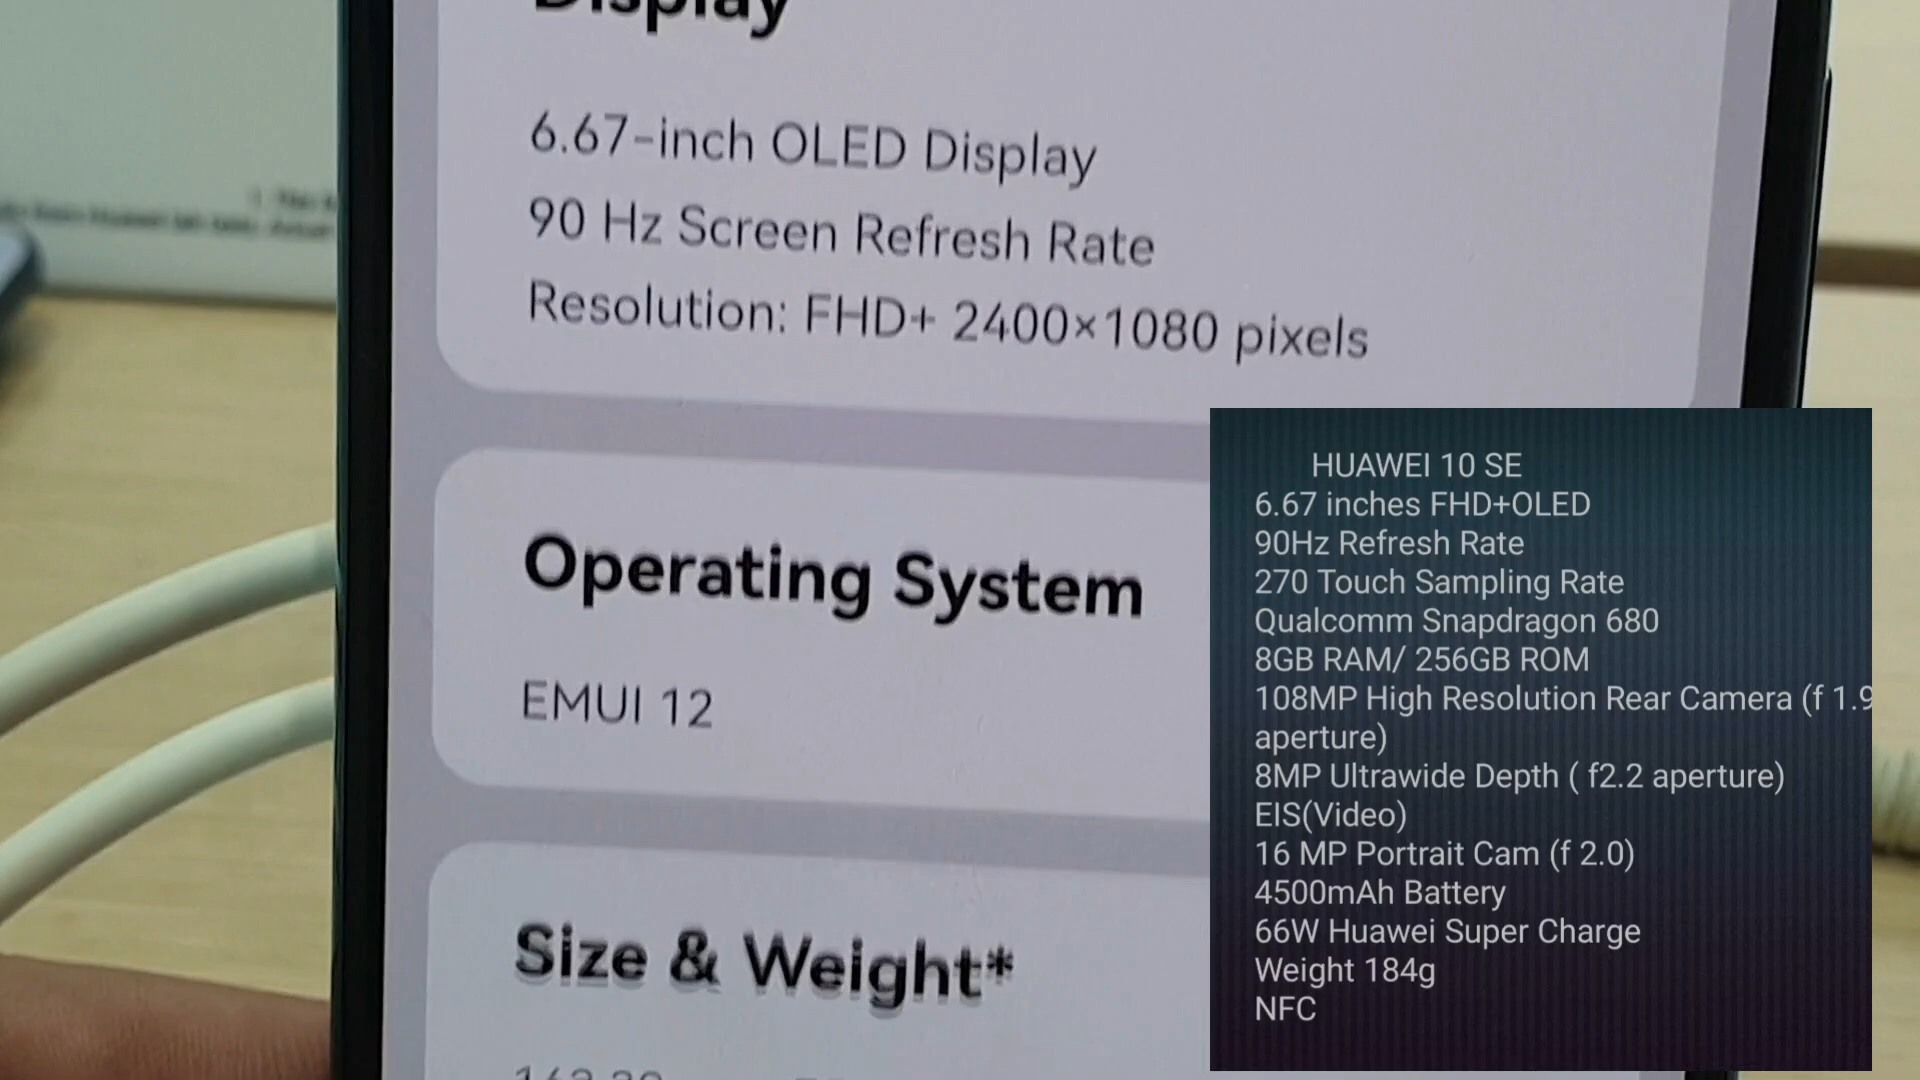 Display
6.67-inch OLED Display
90 Hz Screen Refresh Rate
Resolution: FHD+ 2400×1080 pixels
Operating System
EMUI 12
Size & Weight*
HUAWEI 10 SE
6.67 inches FHD+OLED
90Hz Refresh Rate
270 Touch Sampling Rate
Qualcomm Snapdragon 680
8GB RAM/ 256GB ROM
108MP High Resolution Rear Camera (f 1.9
aperture)
8MP Ultrawide Depth ( f2.2 aperture)
EIS(Video)
16 MP Portrait Cam (f 2.0)
4500mAh Battery
66W Huawei Super Charge
Weight 184g
NFC